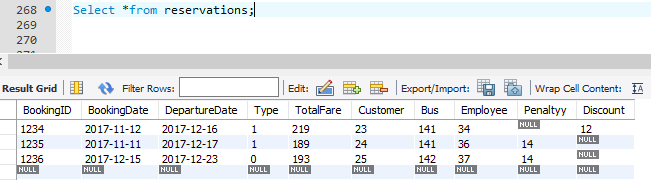 268 Select *from reservations;
269
270
Result Grid Filter Rows: Edit: Export/Import: Wrap Cell Content:
BookingID BookingDate DepartureDate Type TotalFare Customer Bus Employee Penaltyy Discount
1234 2017-11-12 2017-12-16 1 219 23 141 34 NULL 12
1235 2017-11-11 2017-12-17 1 189 24 141 36 14 NULL
1236 2017-12-15 2017-12-23 0 193 25 142 37 14 NULL
NULL NULL NULL NULL NULL NULL NULL NULL NULL NULL